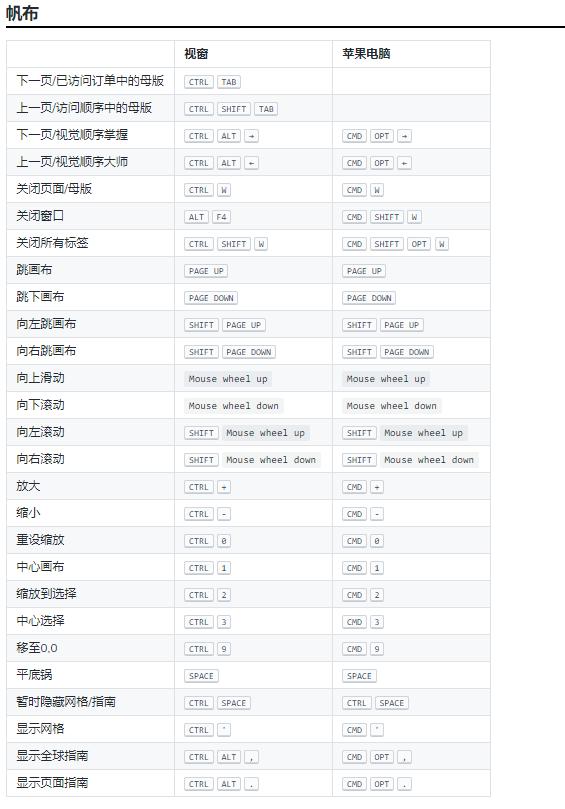 帆布
视窗 苹果电脑
下一页/已访问订单中的母版 CTRL TAB
上一页/访问顺序中的母版 CTRL SHIFT TAB
下一页/视觉顺序掌握 CTRL ALT → CMD OPT →
上一页/视觉顺序大师 CTRL ALT ← CMD OPT ←
关闭页面/母版 CTRL W CMD W
关闭窗口 ALT F4 CMD SHIFT W
关闭所有标签 CTRL SHIFT W CMD SHIFT OPT W
跳画布 PAGE UP PAGE UP
跳下画布 PAGE DOWN PAGE DOWN
向左跳画布 SHIFT PAGE UP SHIFT PAGE UP
向右跳画布 SHIFT PAGE DOWN SHIFT PAGE DOWN
向上滑动 Mouse wheel up Mouse wheel up
向下滚动 Mouse wheel down Mouse wheel down
向左滚动 SHIFT Mouse wheel up SHIFT Mouse wheel up
向右滚动 SHIFT Mouse wheel down SHIFT Mouse wheel down
放大 CTRL + CMD +
缩小 CTRL - CMD -
重设缩放 CTRL 0 CMD 0
中心画布 CTRL 1 CMD 1
缩放到选择 CTRL 2 CMD 2
中心选择 CTRL 3 CMD 3
移至0,0 CTRL 9 CMD 9
平底锅 SPACE SPACE
暂时隐藏网格/指南 CTRL SPACE CTRL SPACE
显示网格 CTRL ' CMD '
显示全球指南 CTRL ALT , CMD OPT ,
显示页面指南 CTRL ALT . CMD OPT .